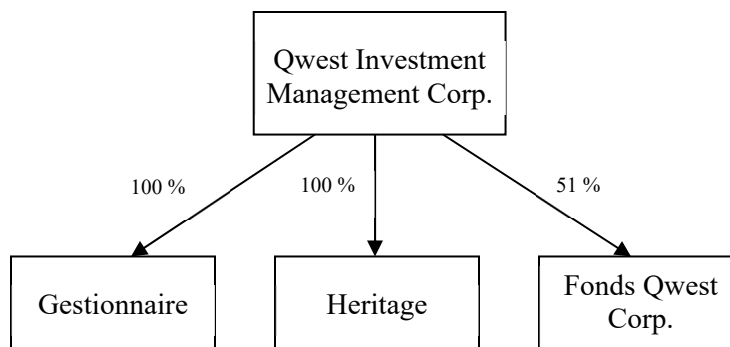 Qwest Investment
Management Corp.
100 %
100 %
51 %
Gestionnaire
Heritage
Fonds Qwest
Corp.